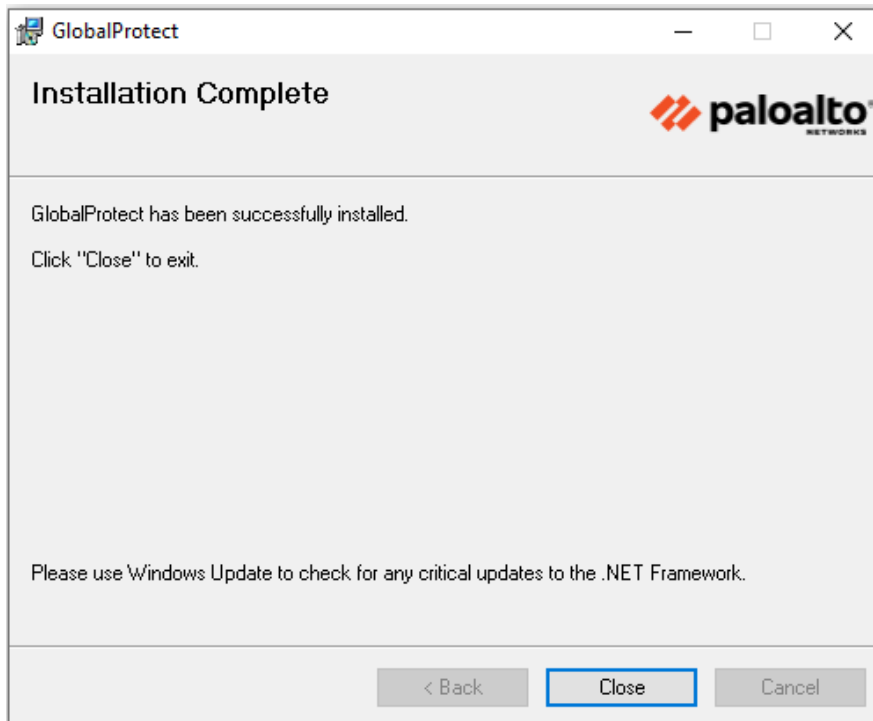 GlobalProtect
Installation Complete
paloalto®
NETWORKS
GlobalProtect has been successfully installed.
Click "Close" to exit.
Please use Windows Update to check for any critical updates to the .NET Framework.
< Back
Close
Cancel